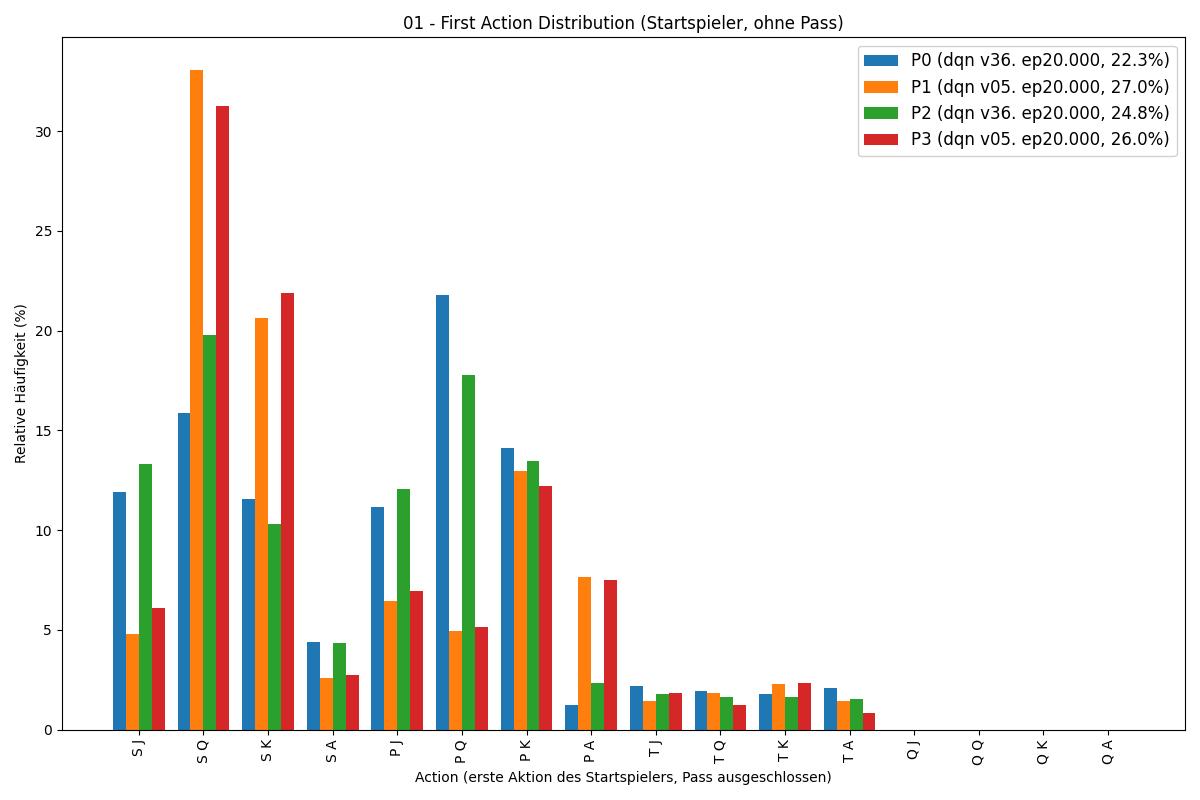 01 - First Action Distribution (Startspieler, ohne Pass)
P0 (dqn v36. ep20.000, 22.3%)
P1 (dqn v05. ep20.000, 27.0%)
P2 (dqn v36. ep20.000, 24.8%)
P3 (dqn v05. ep20.000, 26.0%)
Relative Häufigkeit (%)
30
25
20
15
10
5
0
S J
S Q
S K
S A
P J
P Q
P K
P A
T J
T Q
T K
T A
Q J
Q Q
Q K
Q A
Action (erste Aktion des Startspielers, Pass ausgeschlossen)